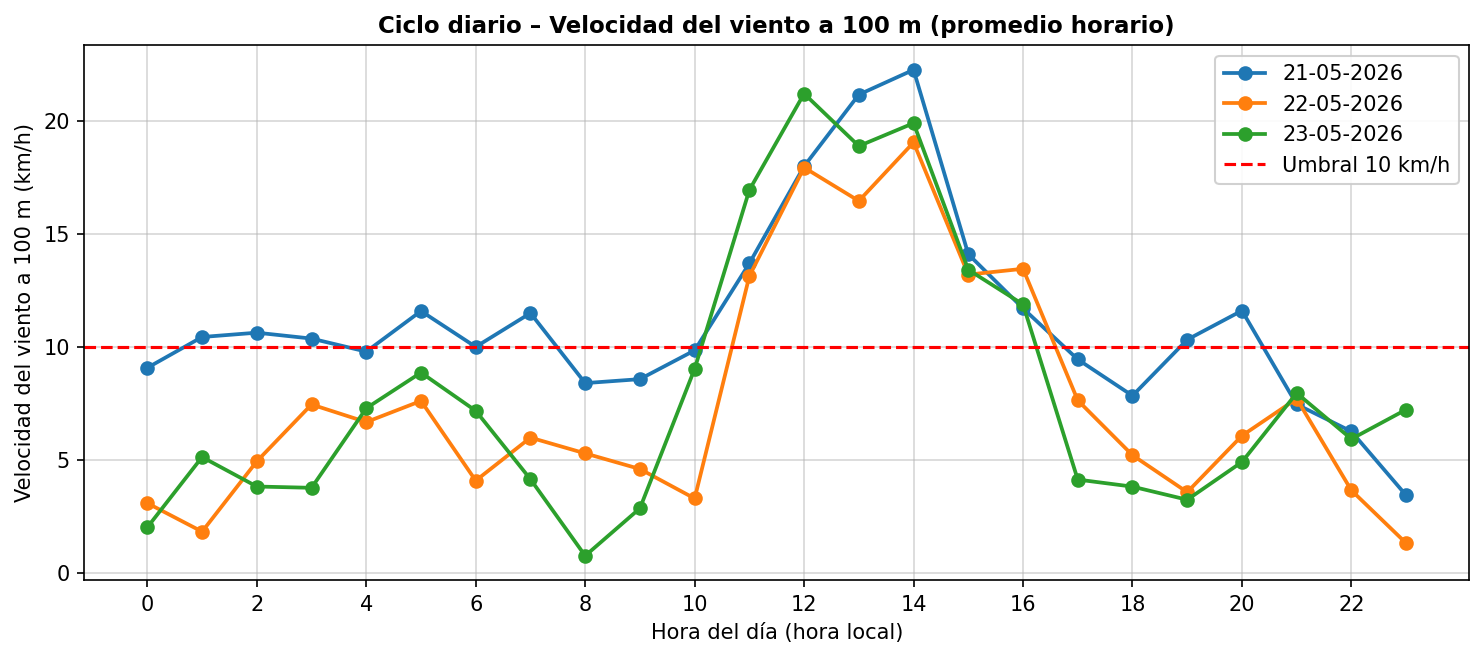 Ciclo diario – Velocidad del viento a 100 m (promedio horario)
Velocidad del viento a 100 m (km/h)
20
15
10
5
0
0 2 4 6 8 10 12 14 16 18 20 22
Hora del día (hora local)
21-05-2026
22-05-2026
23-05-2026
Umbral 10 km/h